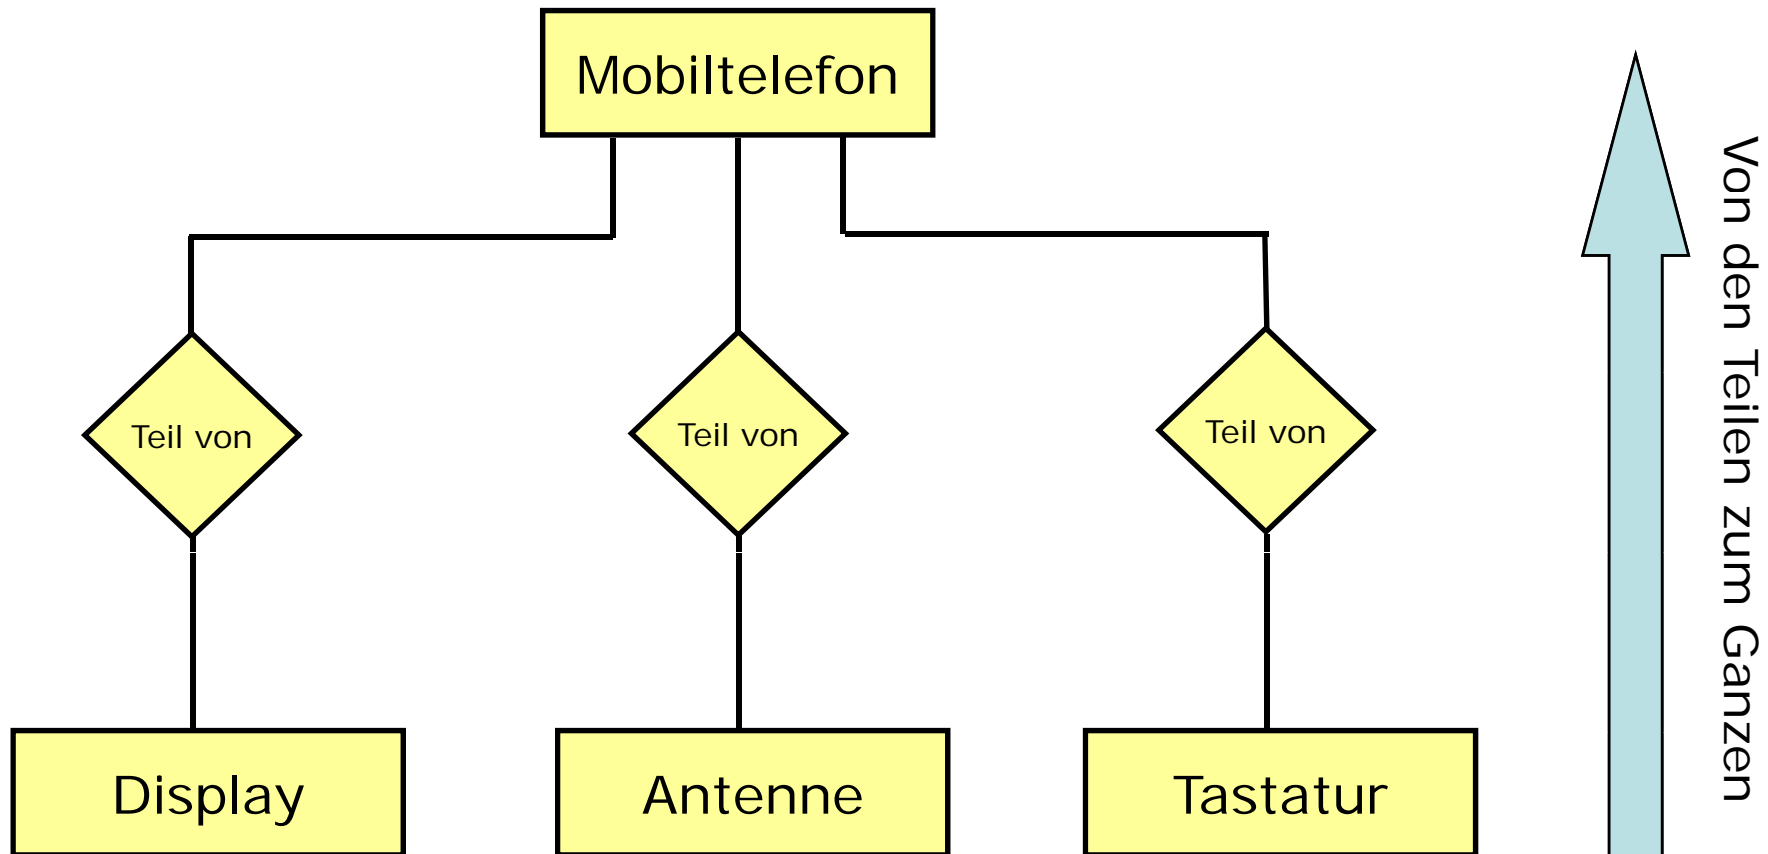 Mobiltelefon
Teil von
Teil von
Teil von
Display
Antenne
Tastatur
Von den Teilen zum Ganzen